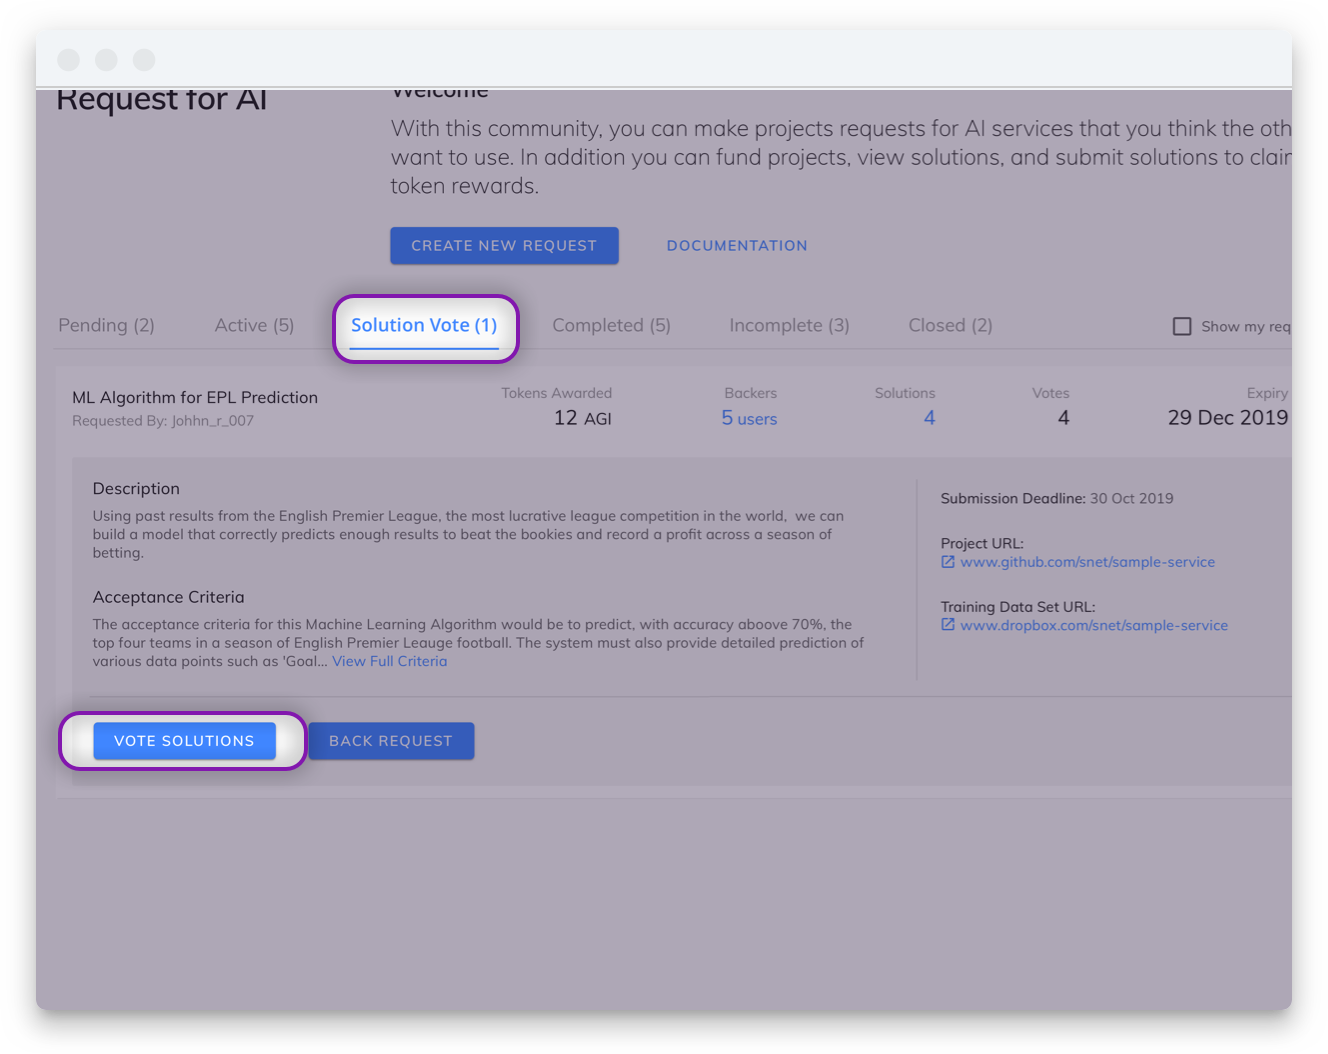 Request for AI
Welcome
With this community, you can make projects requests for AI services that you think the oth
want to use. In addition you can fund projects, view solutions, and submit solutions to clai
token rewards.
CREATE NEW REQUEST
DOCUMENTATION
Pending (2)
Active (5)
Solution Vote (1)
Completed (5)
Incomplete (3)
Closed (2)
Show my req
ML Algorithm for EPL Prediction
Requested By: Johhn_r_007
Tokens Awarded
12 AGI
Backers
5 users
Solutions
4
Votes
4
Expiry
29 Dec 2019
Description
Using past results from the English Premier League, the most lucrative league competition in the world, we can
build a model that correctly predicts enough results to beat the bookies and record a profit across a season of
betting.
Acceptance Criteria
The acceptance criteria for this Machine Learning Algorithm would be to predict, with accuracy aboove 70%, the
top four teams in a season of English Premier Leauge football. The system must also provide detailed prediction of
various data points such as 'Goal... View Full Criteria
Submission Deadline: 30 Oct 2019
Project URL:
www.github.com/snet/sample-service
Training Data Set URL:
www.dropbox.com/snet/sample-service
VOTE SOLUTIONS
BACK REQUEST